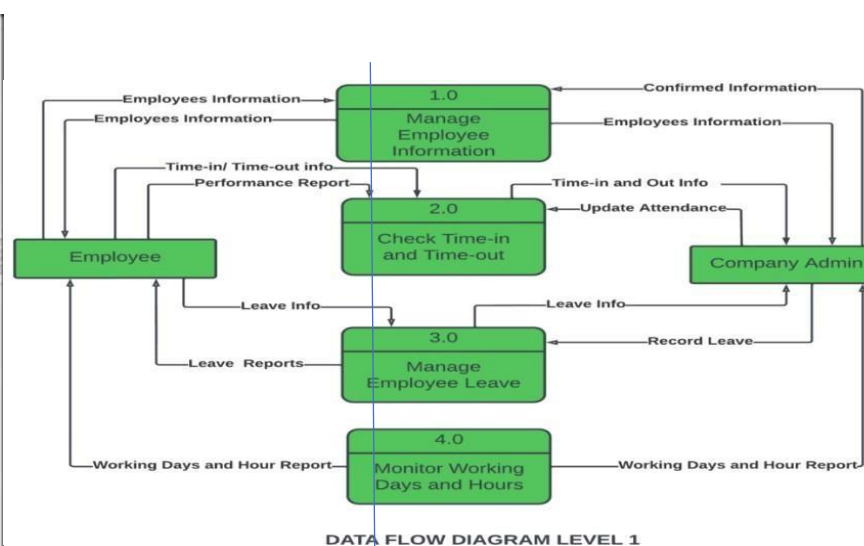 1.0
Confirmed Information
Employees Information
Employees Information
Manage
Employee
Information
Employees Information
Time-in/ Time-out info
Performance Report
2.0
Time-in and Out Info
Update Attendance
Check Time-in
and Time-out
Employee
Company Admin
Leave Info
Leave Info
3.0
Record Leave
Leave Reports
Manage
Employee Leave
4.0
Working Days and Hour Report
Monitor Working
Days and Hours
Working Days and Hour Report
DATA FLOW DIAGRAM LEVEL 1